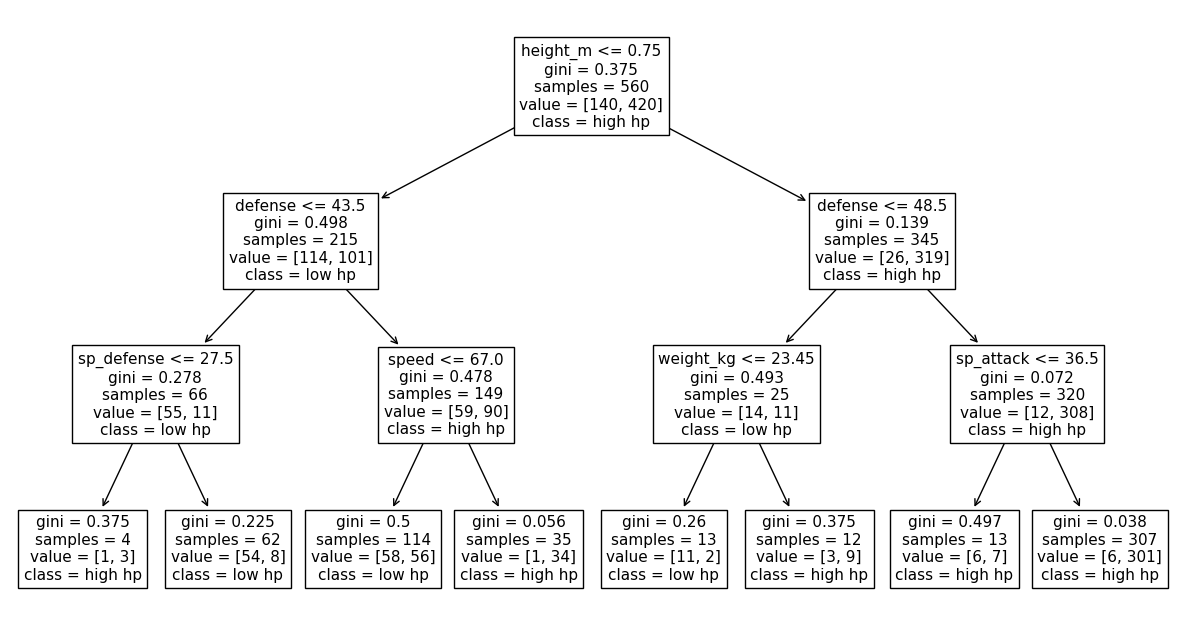 height_m <= 0.75
gini = 0.375
samples = 560
value = [140, 420]
class = high hp
defense <= 43.5
gini = 0.498
samples = 215
value = [114, 101]
class = low hp
defense <= 48.5
gini = 0.139
samples = 345
value = [26, 319]
class = high hp
sp_defense <= 27.5
gini = 0.278
samples = 66
value = [55, 11]
class = low hp
speed <= 67.0
gini = 0.478
samples = 149
value = [59, 90]
class = high hp
weight_kg <= 23.45
gini = 0.493
samples = 25
value = [14, 11]
class = low hp
sp_attack <= 36.5
gini = 0.072
samples = 320
value = [12, 308]
class = high hp
gini = 0.375
samples = 4
value = [1, 3]
class = high hp
gini = 0.225
samples = 62
value = [54, 8]
class = low hp
gini = 0.5
samples = 114
value = [58, 56]
class = low hp
gini = 0.056
samples = 35
value = [1, 34]
class = high hp
gini = 0.26
samples = 13
value = [11, 2]
class = low hp
gini = 0.375
samples = 12
value = [3, 9]
class = high hp
gini = 0.497
samples = 13
value = [6, 7]
class = high hp
gini = 0.038
samples = 307
value = [6, 301]
class = high hp